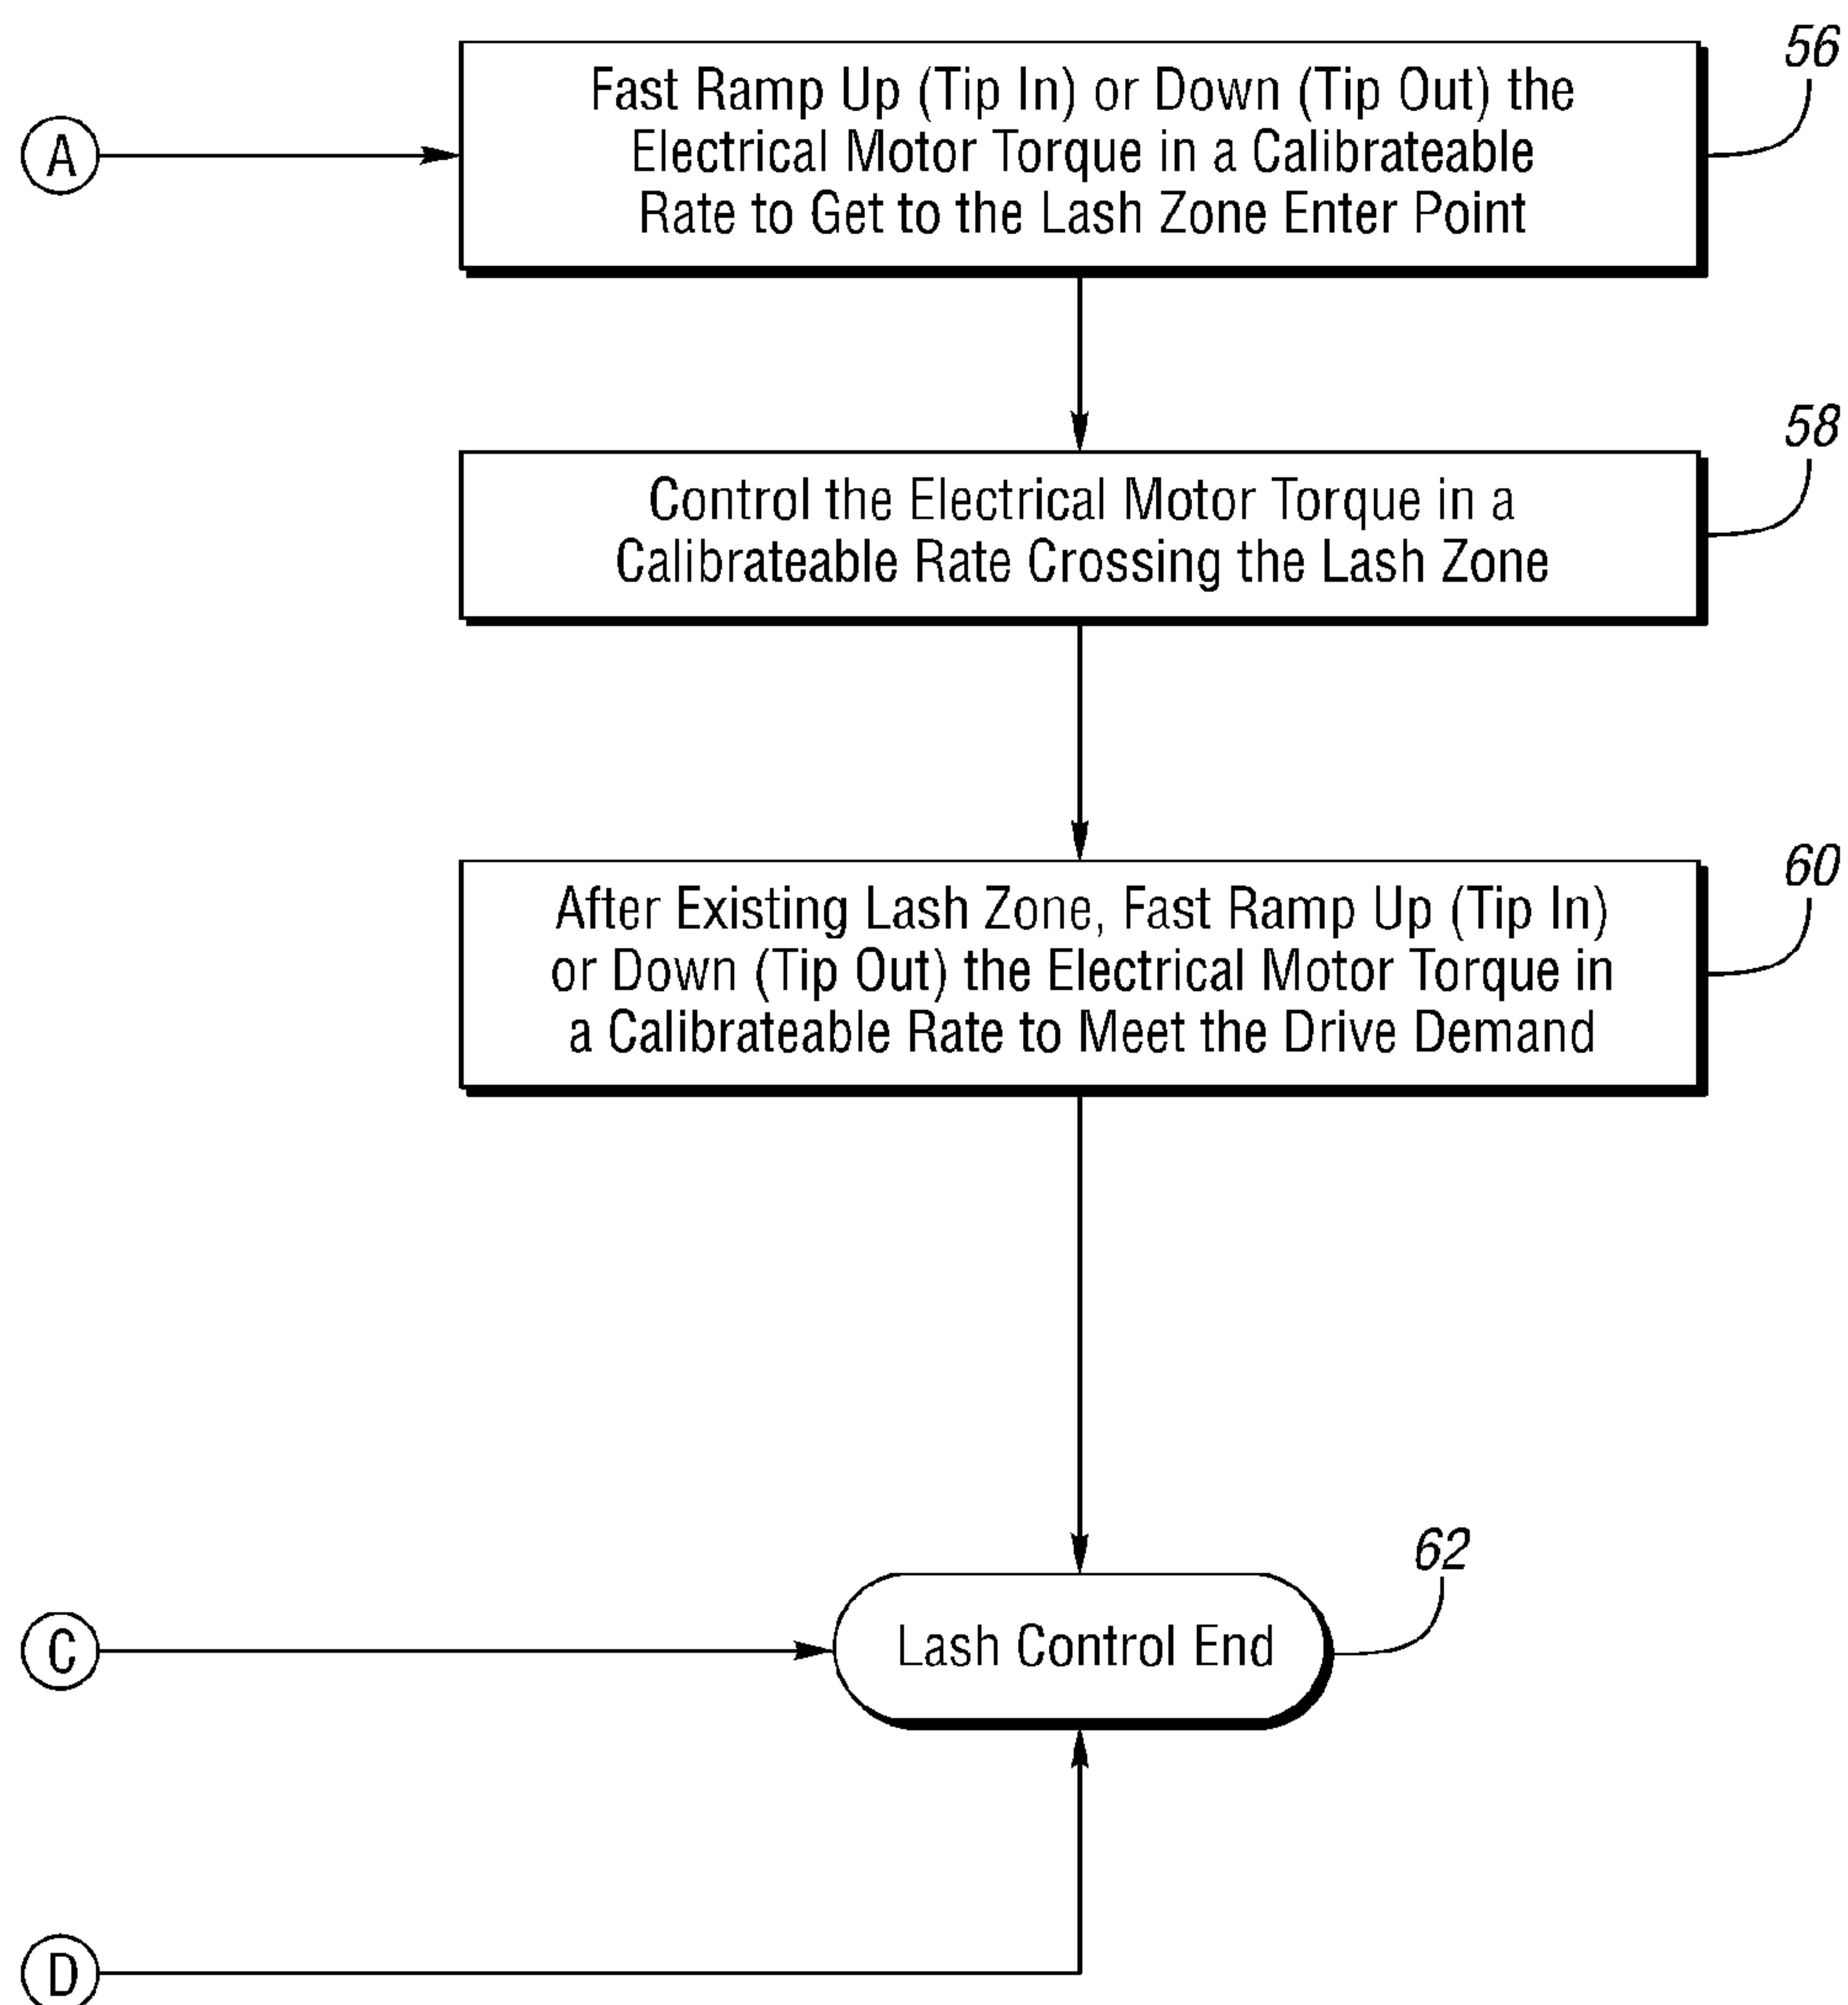 56
Fast Ramp Up (Tip In) or Down (Tip Out) the
Electrical Motor Torque in a Calibrateable
Rate to Get to the Lash Zone Enter Point
A
58
Control the Electrical Motor Torque in a
Calibrateable Rate Crossing the Lash Zone
60
After Existing Lash Zone, Fast Ramp Up (Tip In)
or Down (Tip Out) the Electrical Motor Torque in
a Calibrateable Rate to Meet the Drive Demand
62
C
Lash Control End
D